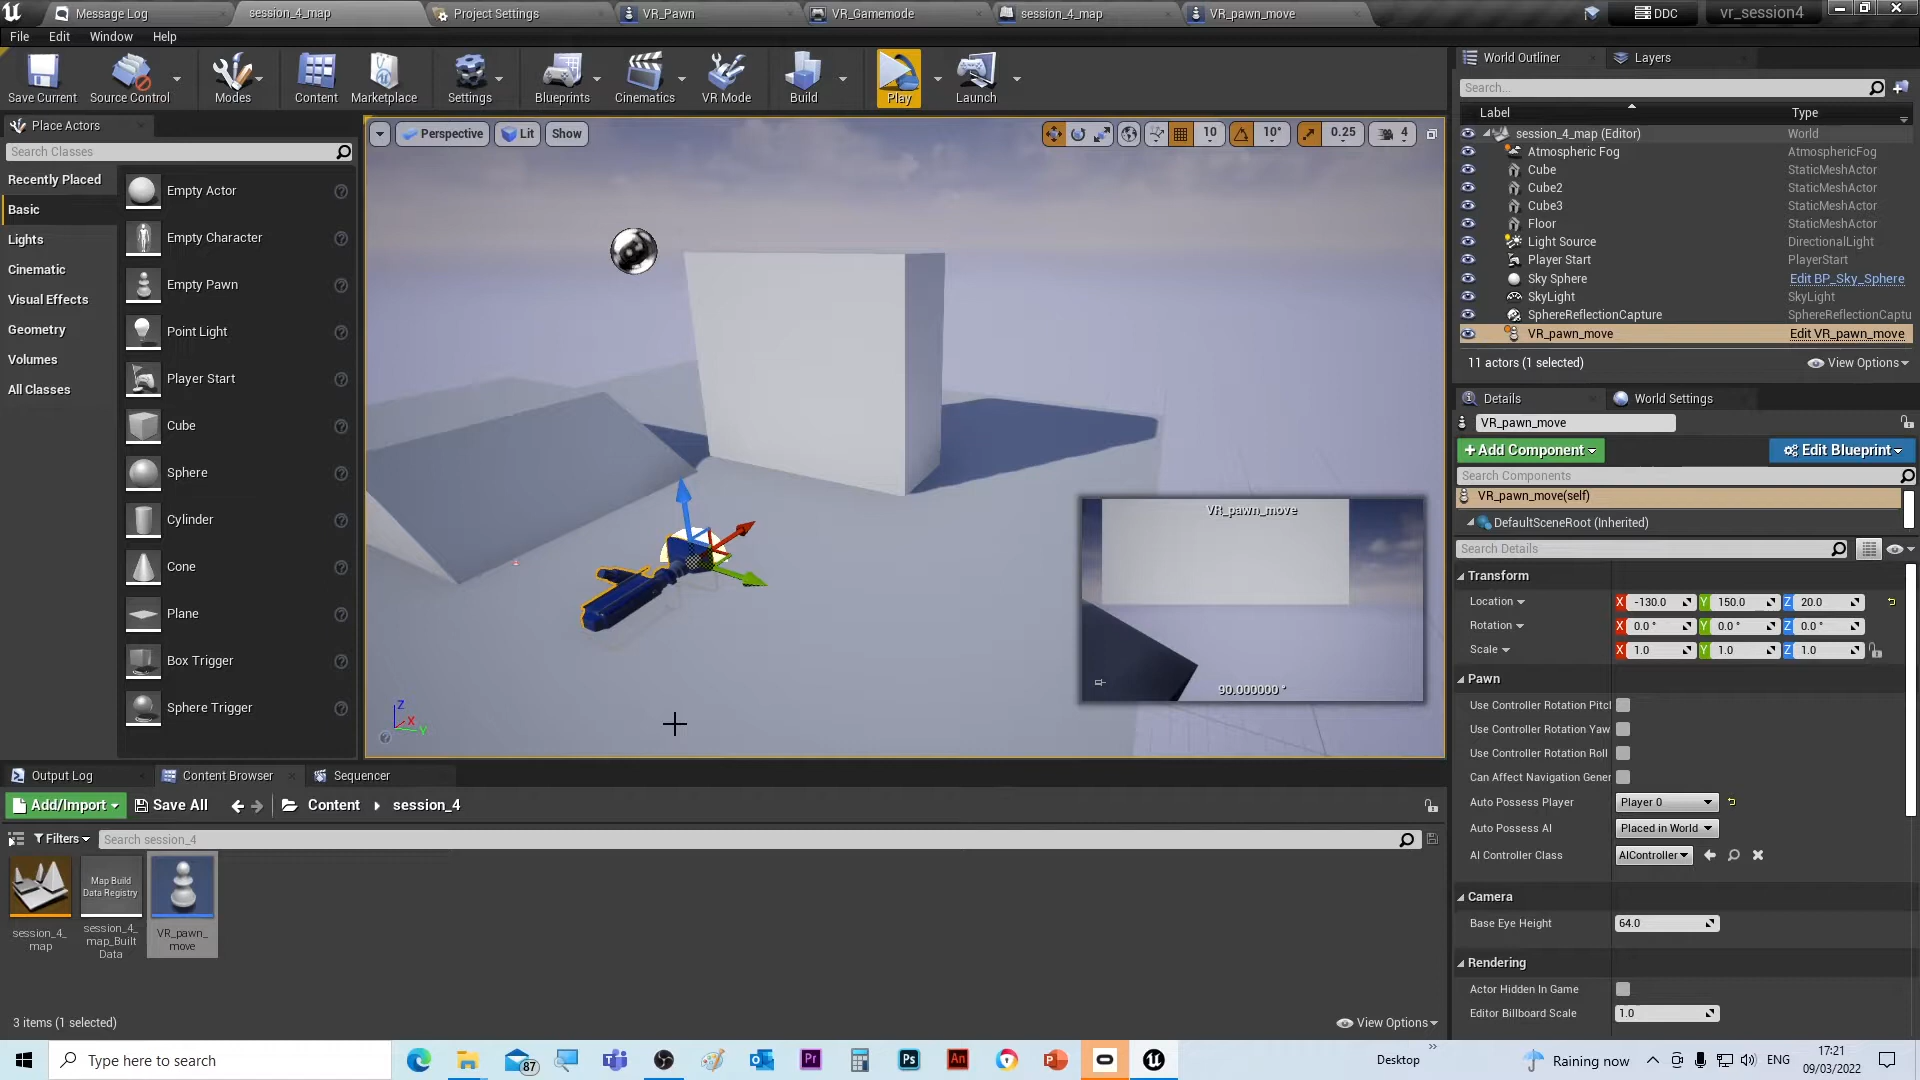 Message Log
session_4_map
Project Settings
VR_Pawn
VR_Gamemode
session_4_map
VR_pawn_move
DDC
vr_session4
File Edit Window Help
Save Current
Source Control
Modes
Content
Marketplace
Settings
Blueprints
Cinematics
VR Mode
Build
Play
Launch
Place Actors
Search Classes
Recently Placed
Basic
Lights
Cinematic
Visual Effects
Geometry
Volumes
All Classes
Empty Actor
Empty Character
Empty Pawn
Point Light
Player Start
Cube
Sphere
Cylinder
Cone
Plane
Box Trigger
Sphere Trigger
Perspective
Lit
Show
10
10°
0.25
4
VR_pawn_move
90.000000 °
Z
X
Y
World Outliner
Layers
Search...
Label Type
session_4_map (Editor) World
Atmospheric Fog AtmosphericFog
Cube StaticMeshActor
Cube2 StaticMeshActor
Cube3 StaticMeshActor
Floor StaticMeshActor
Light Source DirectionalLight
Player Start PlayerStart
Sky Sphere Edit BP_Sky_Sphere
SkyLight SkyLight
SphereReflectionCapture SphereReflectionCaptu
VR_pawn_move Edit VR_pawn_move
11 actors (1 selected)
View Options
Details
World Settings
VR_pawn_move
+Add Component
Edit Blueprint
Search Components
VR_pawn_move(self)
DefaultSceneRoot (Inherited)
Search Details
Transform
Location X -130.0 Y 150.0 Z 20.0
Rotation X 0.0 ° Y 0.0 ° Z 0.0 °
Scale X 1.0 Y 1.0 Z 1.0
Pawn
Use Controller Rotation Pitcl
Use Controller Rotation Yaw
Use Controller Rotation Roll
Can Affect Navigation Gener
Auto Possess Player Player 0
Auto Possess AI Placed in World
AI Controller Class AIController
Camera
Base Eye Height 64.0
Rendering
Actor Hidden In Game
Editor Billboard Scale 1.0
Output Log
Content Browser
Sequencer
Add/Import
Save All
Content
session_4
Filters
Search session_4
Map Build
Data Registry
session_4_
map
session_4_
map_Built
Data
VR_pawn_
move
3 items (1 selected)
View Options
Type here to search
87
Pr
Ps
An
Desktop
Raining now
ENG
17:21
09/03/2022